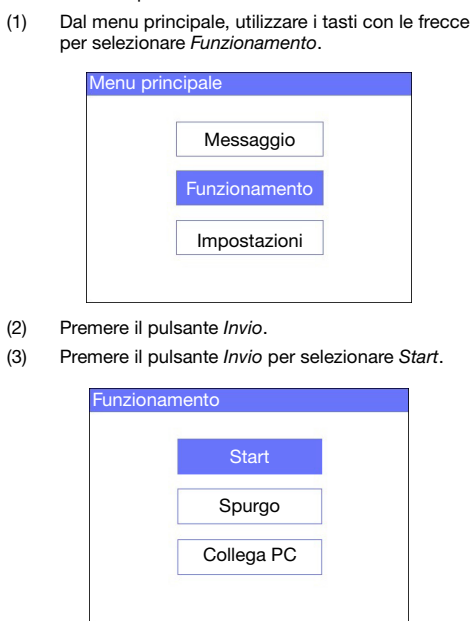 (1) Dal menu principale, utilizzare i tasti con le frecce
per selezionare Funzionamento.
Menu principale
Messaggio
Funzionamento
Impostazioni
(2) Premere il pulsante Invio.
(3) Premere il pulsante Invio per selezionare Start.
Funzionamento
Start
Spurgo
Collega PC